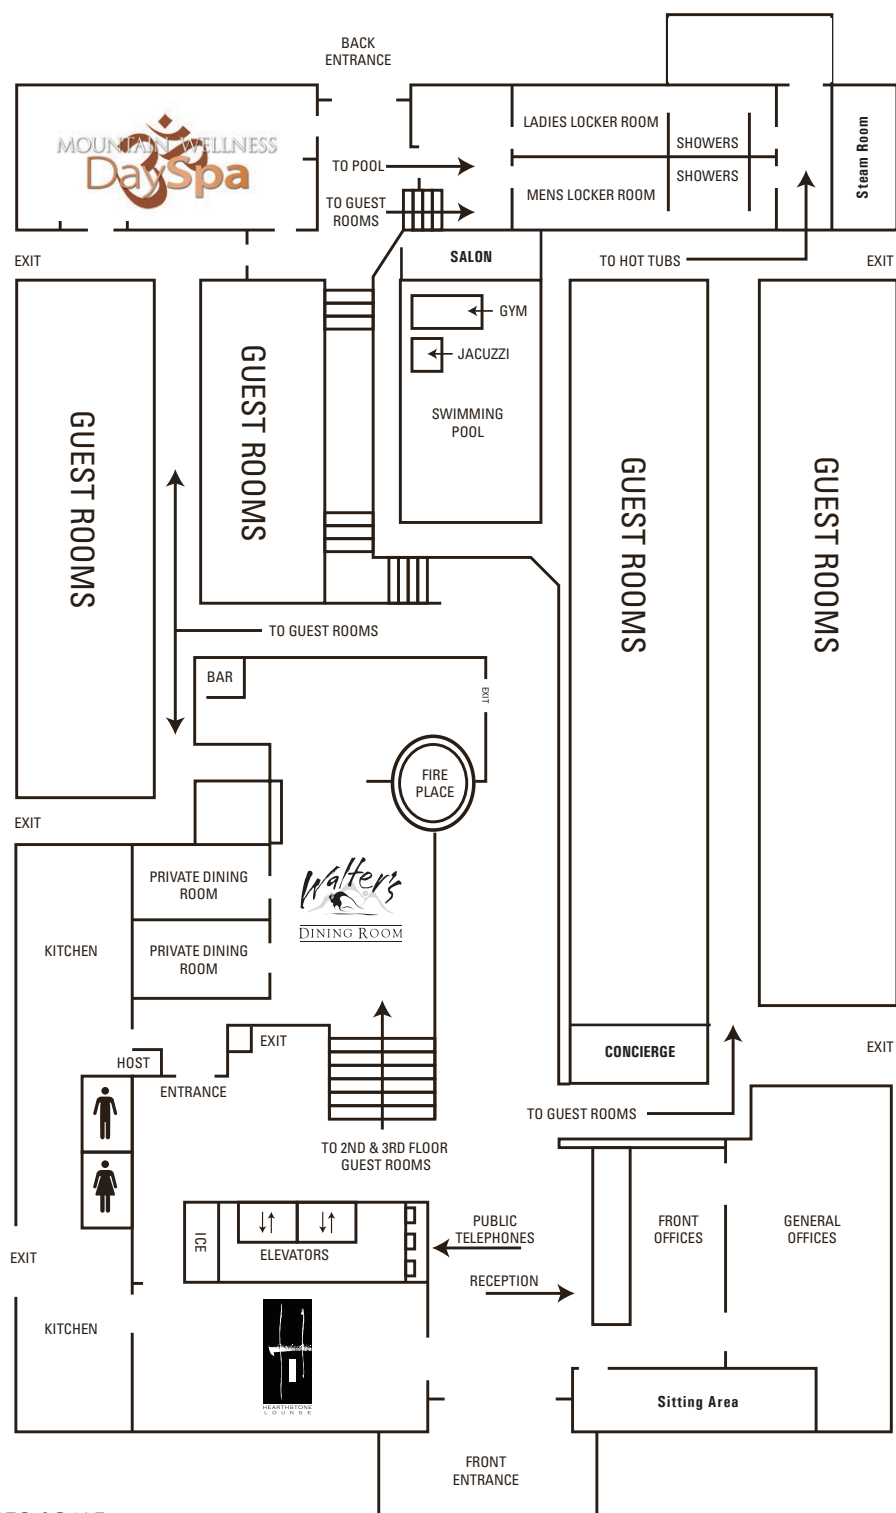 BACK
ENTRANCE
MOUNTAIN WELLNESS
DaySpa
TO POOL
TO GUEST
ROOMS
LADIES LOCKER ROOM
SHOWERS
SHOWERS
MENS LOCKER ROOM
Steam Room
EXIT
SALON
TO HOT TUBS
EXIT
GYM
JACUZZI
SWIMMING
POOL
GUEST ROOMS
GUEST ROOMS
GUEST ROOMS
GUEST ROOMS
TO GUEST ROOMS
BAR
EXIT
FIRE
PLACE
EXIT
PRIVATE DINING
ROOM
Walter's
DINING ROOM
KITCHEN
PRIVATE DINING
ROOM
HOST
EXIT
ENTRANCE
CONCIERGE
EXIT
TO GUEST ROOMS
TO 2ND & 3RD FLOOR
GUEST ROOMS
ICE
ELEVATORS
PUBLIC
TELEPHONES
FRONT
OFFICES
GENERAL
OFFICES
EXIT
RECEPTION
KITCHEN
HEARTHSTONE
LOUNGE
Sitting Area
FRONT
ENTRANCE